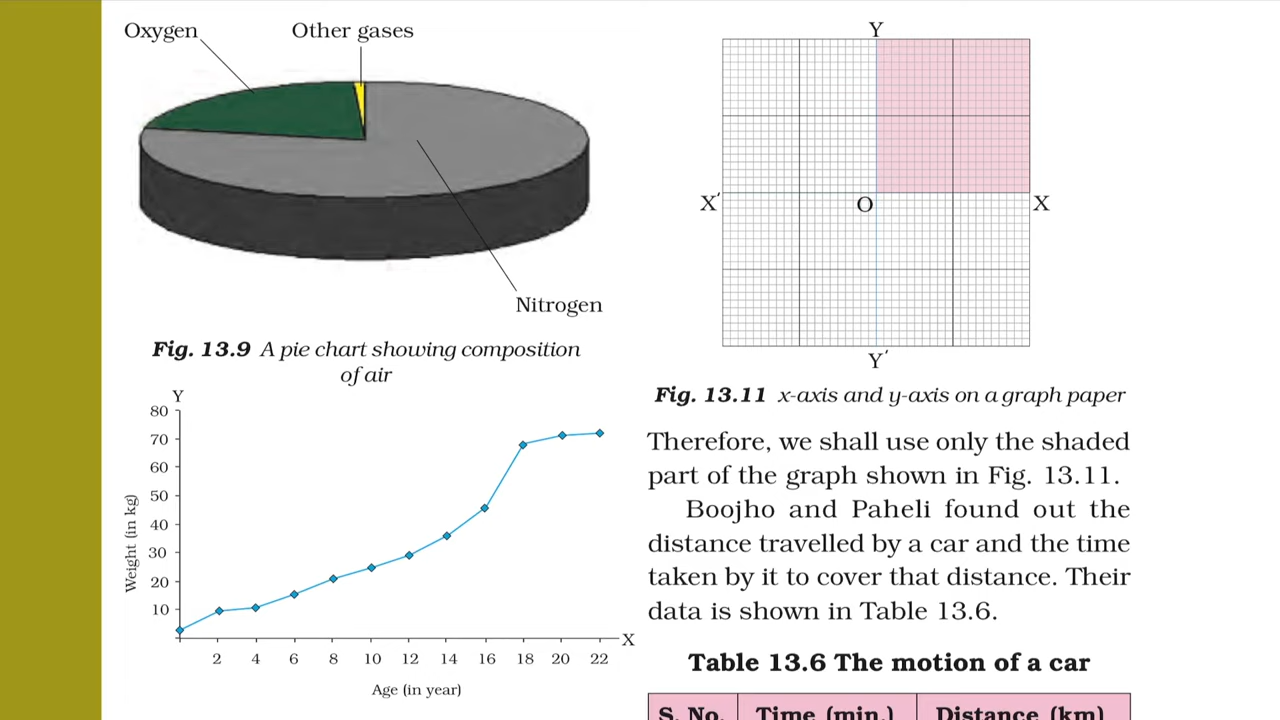 Oxygen
Other gases
Nitrogen
Fig. 13.9 A pie chart showing composition
of air
Y
80
70
60
50
40
30
20
10
Weight (in kg)
X
2 4 6 8 10 12 14 16 18 20 22
Age (in year)
Y
X′
O
X
Y′
Fig. 13.11 x-axis and y-axis on a graph paper
Therefore, we shall use only the shaded
part of the graph shown in Fig. 13.11.
Boojho and Paheli found out the
distance travelled by a car and the time
taken by it to cover that distance. Their
data is shown in Table 13.6.
Table 13.6 The motion of a car
S. No. Time (min.) Distance (km)